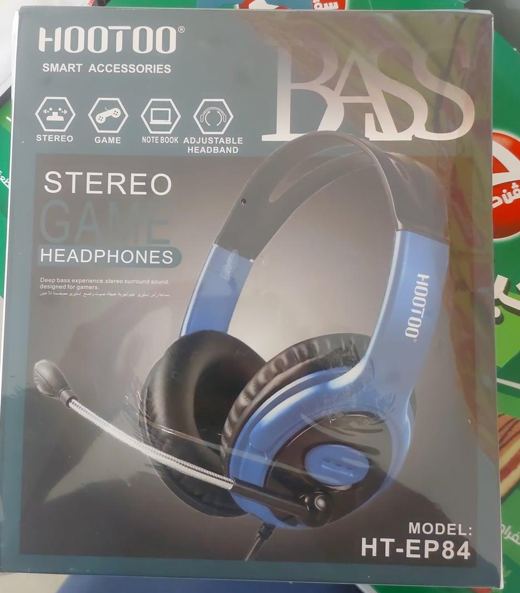 HOOTOO®
SMART ACCESSORIES
BASS
STEREO
GAME
NOTE BOOK
ADJUSTABLE
HEADBAND
STEREO
GAME
HEADPHONES
Deep bass experience.stereo surround sound.
designed for gamers.
HOOTOO®
MODEL:
HT-EP84